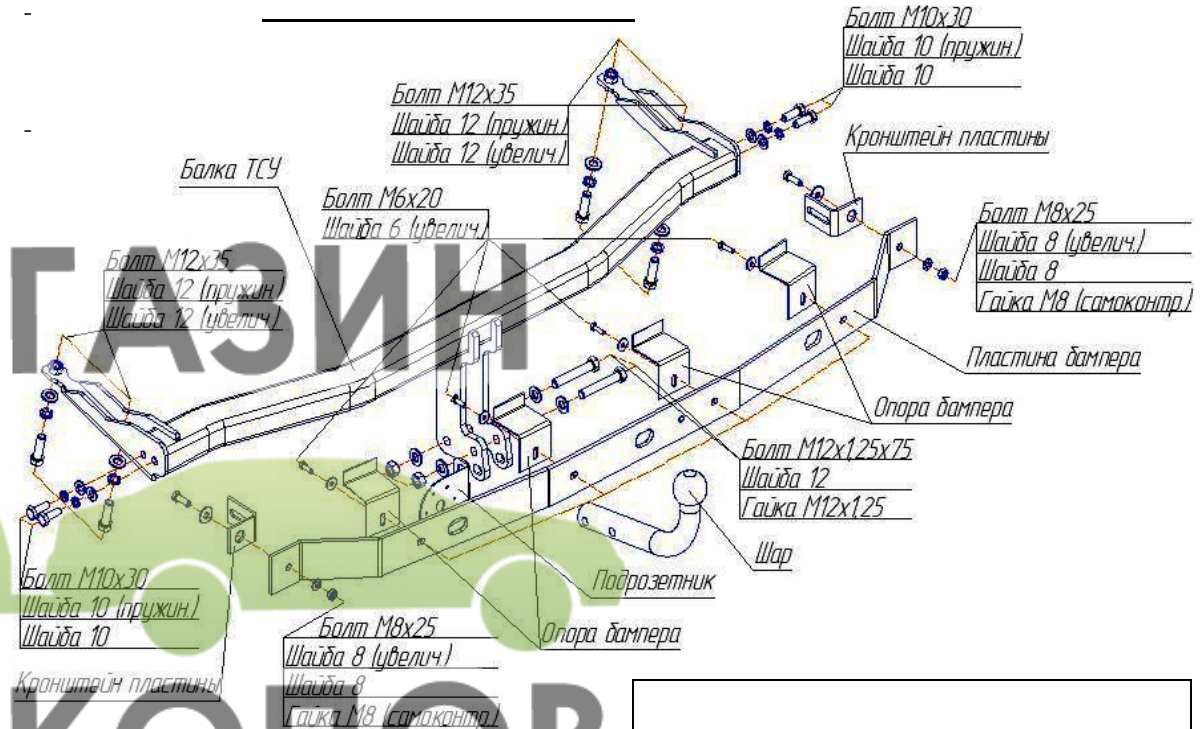 Болт М10х30
Шайба 10 (пружин.)
Шайба 10
Болт М12х35
Шайба 12 (пружин.)
Шайба 12 (увелич.)
Кронштейн пластины
Балка ТСУ
Болт М6х20
Шайба 6 (увелич.)
Болт М8х25
Шайба 8 (увелич.)
Шайба 8
Гайка М8 (самоконтр.)
Болт М12х35
Шайба 12 (пружин.
Шайба 12 (увелич.)
ГАЗИН
Пластина бампера
Опора бампера
Болт М12х1,25х75
Шайба 12
Гайка М12х1,25
Шар
Болт М10х30
Шайба 10 (пружин.)
Шайба 10
Подрозетник
Опора бампера
Болт М8х25
Шайба 8 (увелич.)
Шайба 8
Гайка М8 (самоконтр.)
Кронштейн пластины
КОПОВ